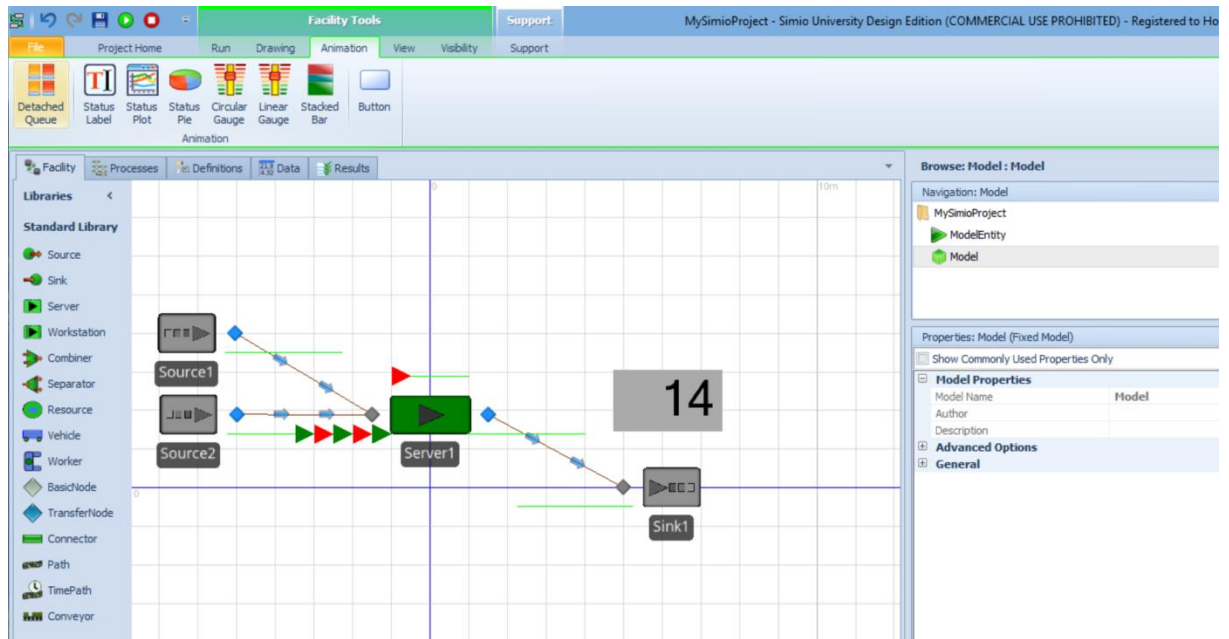 Facility Tools
Support
MySimioProject - Simio University Design Edition (COMMERCIAL USE PROHIBITED) - Registered to Ho
File
Project Home
Run
Drawing
Animation
View
Visibility
Support
Detached Queue
Status Label
Status Plot
Status Pie
Circular Gauge
Linear Gauge
Stacked Bar
Button
Animation
Facility
Processes
Definitions
Data
Results
Browse: Model : Model
Libraries
Navigation: Model
MySimioProject
ModelEntity
Model
Standard Library
Source
Sink
Server
Workstation
Combiner
Separator
Resource
Vehicle
Worker
BasicNode
TransferNode
Connector
Path
TimePath
Conveyor
0
10m
0
Source1
Source2
Server1
14
Sink1
Properties: Model (Fixed Model)
Show Commonly Used Properties Only
Model Properties
Model Name Model
Author
Description
Advanced Options
General